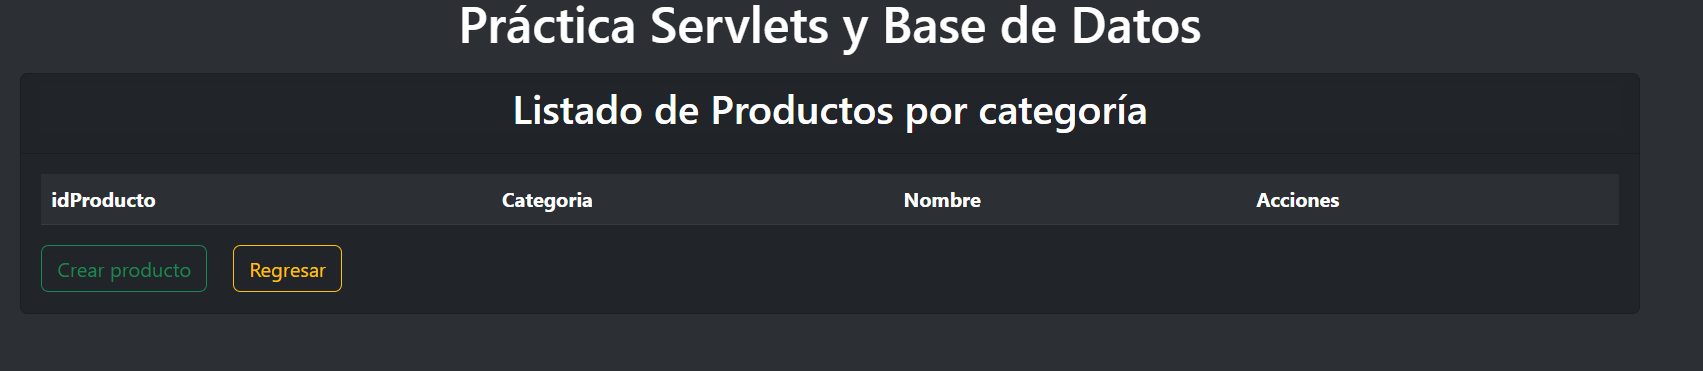 Práctica Servlets y Base de Datos
Listado de Productos por categoría
idProducto Categoria Nombre Acciones
Crear producto Regresar